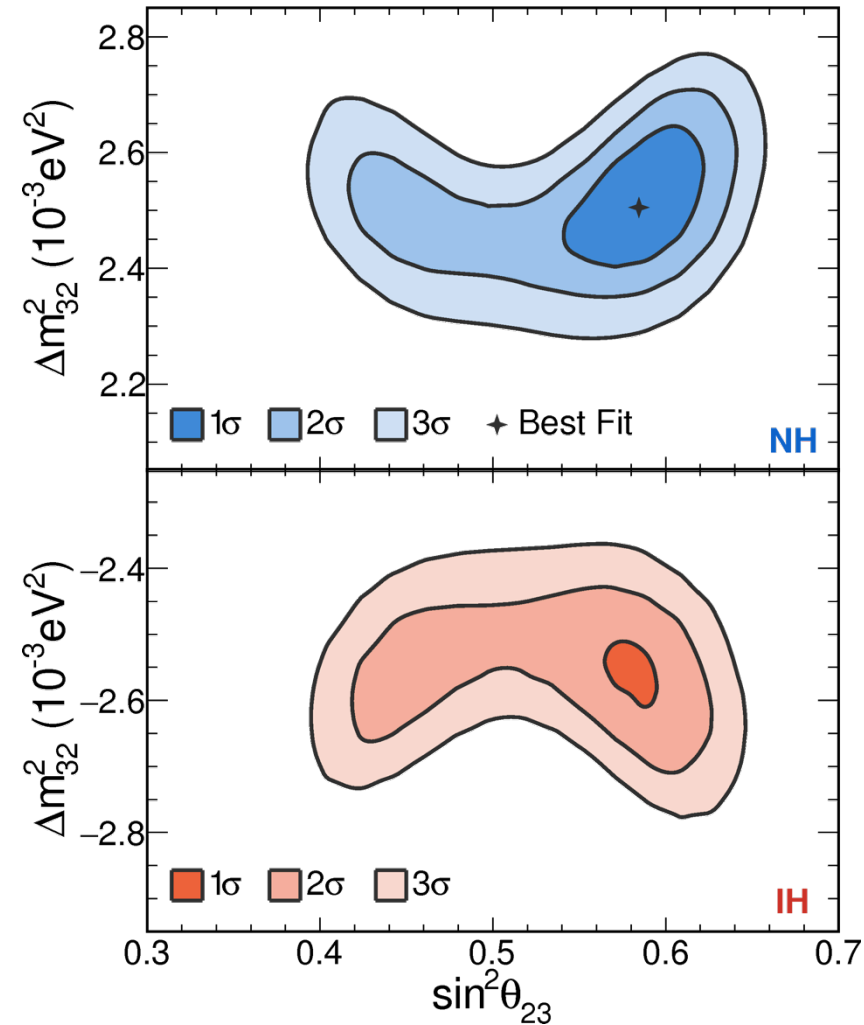 Δm²₃₂ (10⁻³eV²)
2.8
2.6
2.4
2.2
1σ 2σ 3σ Best Fit
NH
Δm²₃₂ (10⁻³eV²)
−2.4
−2.6
−2.8
1σ 2σ 3σ
IH
0.3 0.4 0.5 0.6 0.7
sin²θ₂₃